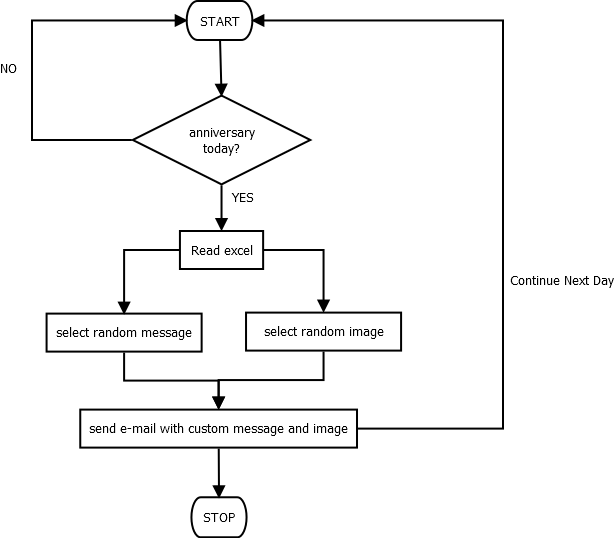 START
NO
anniversary
today?
YES
Read excel
Continue Next Day
select random message
select random image
send e-mail with custom message and image
STOP